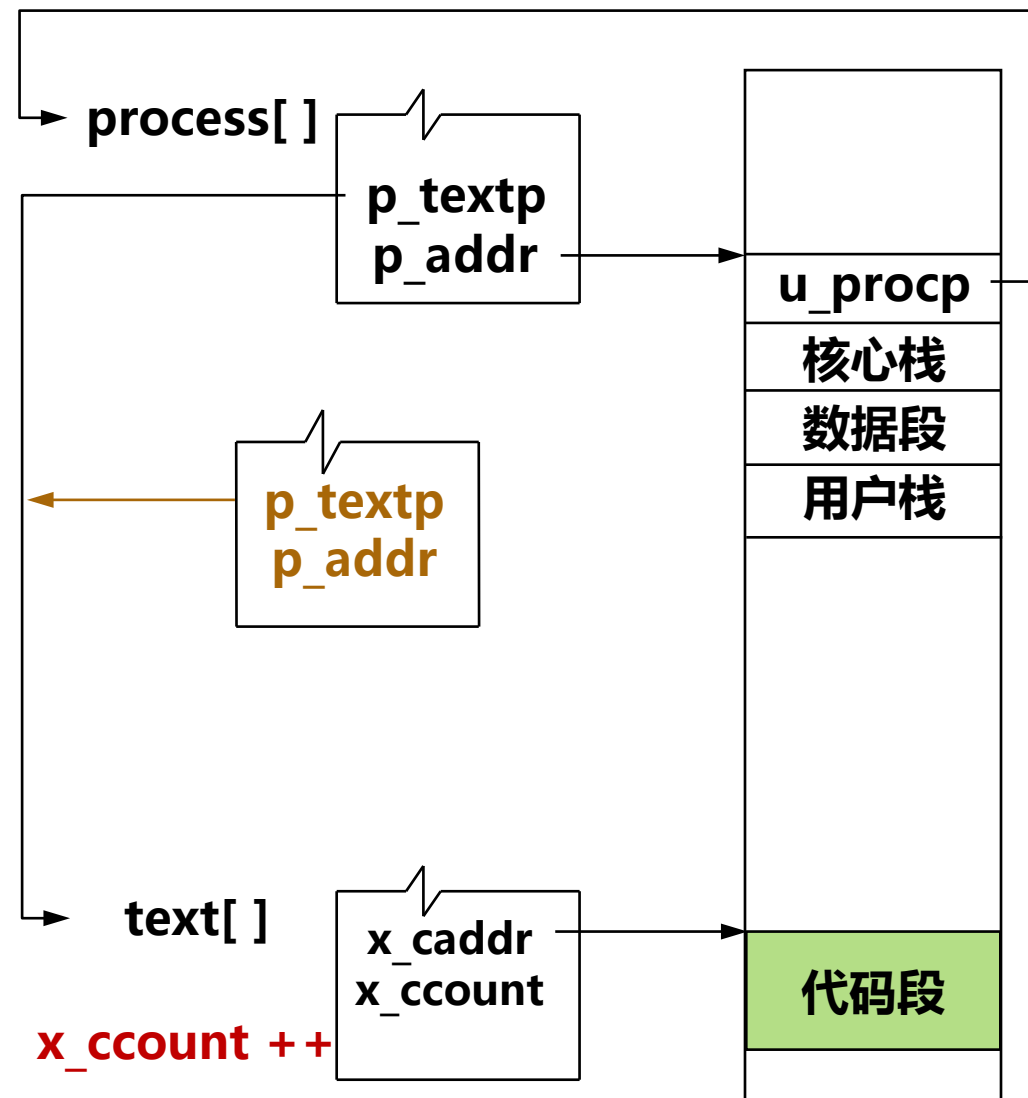 process[ ]
p_textp
p_addr
u_procp
核心栈
数据段
用户栈
p_textp
p_addr
text[ ]
x_caddr
x_ccount
x_ccount ++
代码段